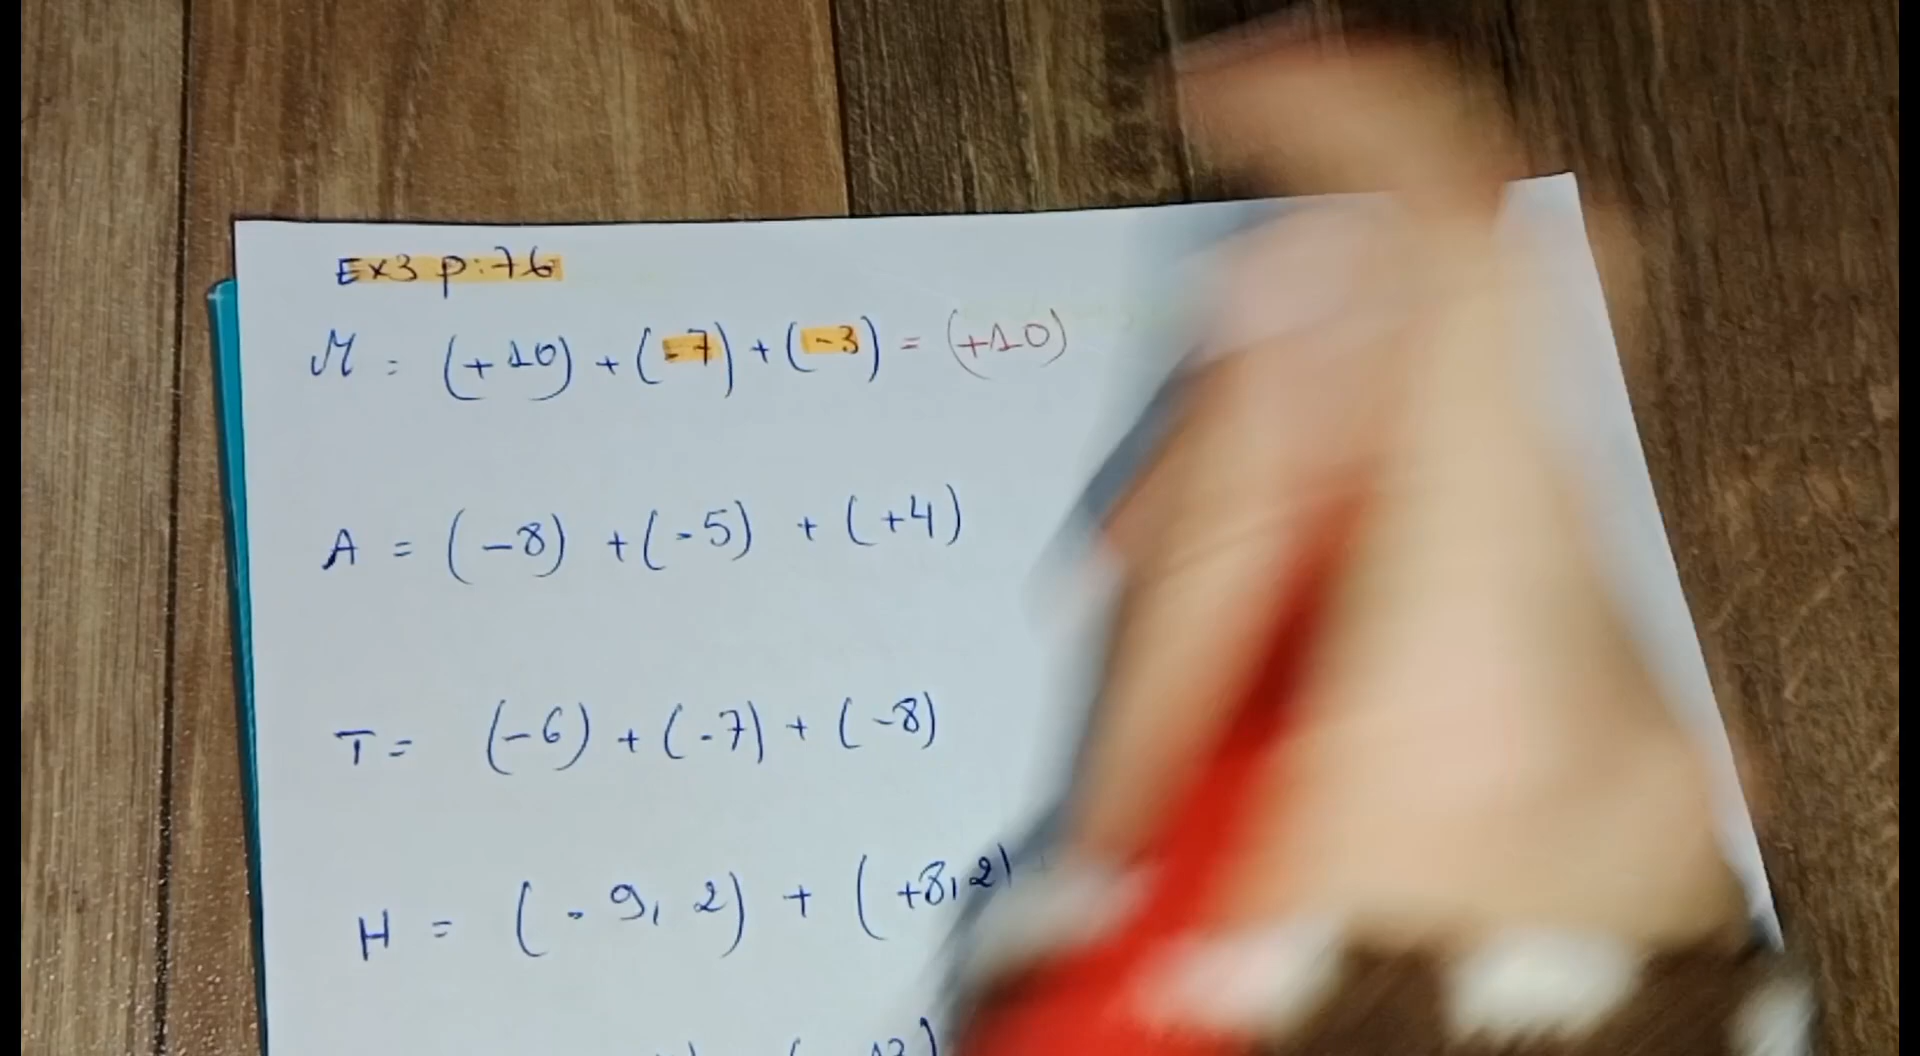 Ex3 p:76
M = (+10) + (-7) + (-3) = (+10)
A = (-8) + (-5) + (+4)
T = (-6) + (-7) + (-8)
H = (-9,2) + (+8,2)